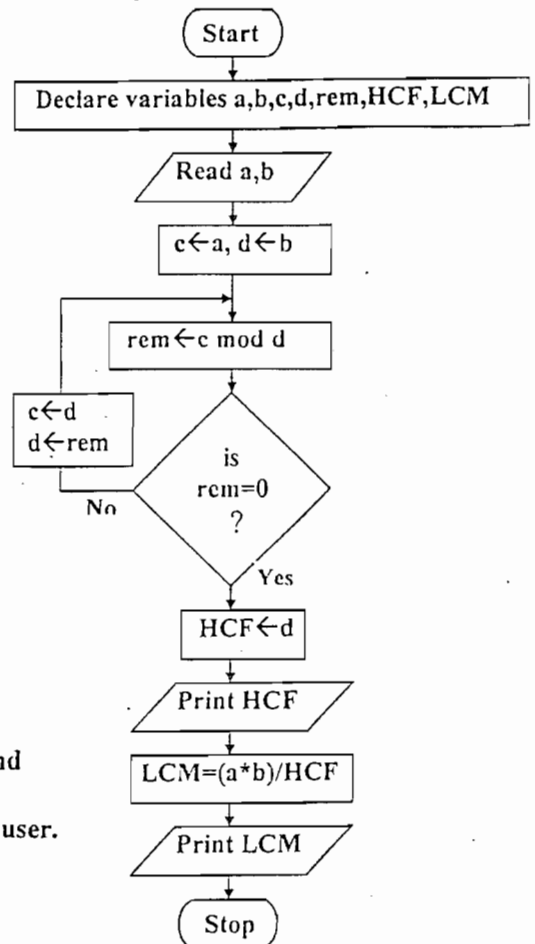 Start
Declare variables a,b,c,d,rem,HCF,LCM
Read a,b
c←a, d←b
rem←c mod d
c←d
d←rem
is
rem=0
?
No
Yes
HCF←d
Print HCF
nd
LCM=(a*b)/HCF
user.
Print LCM
Stop